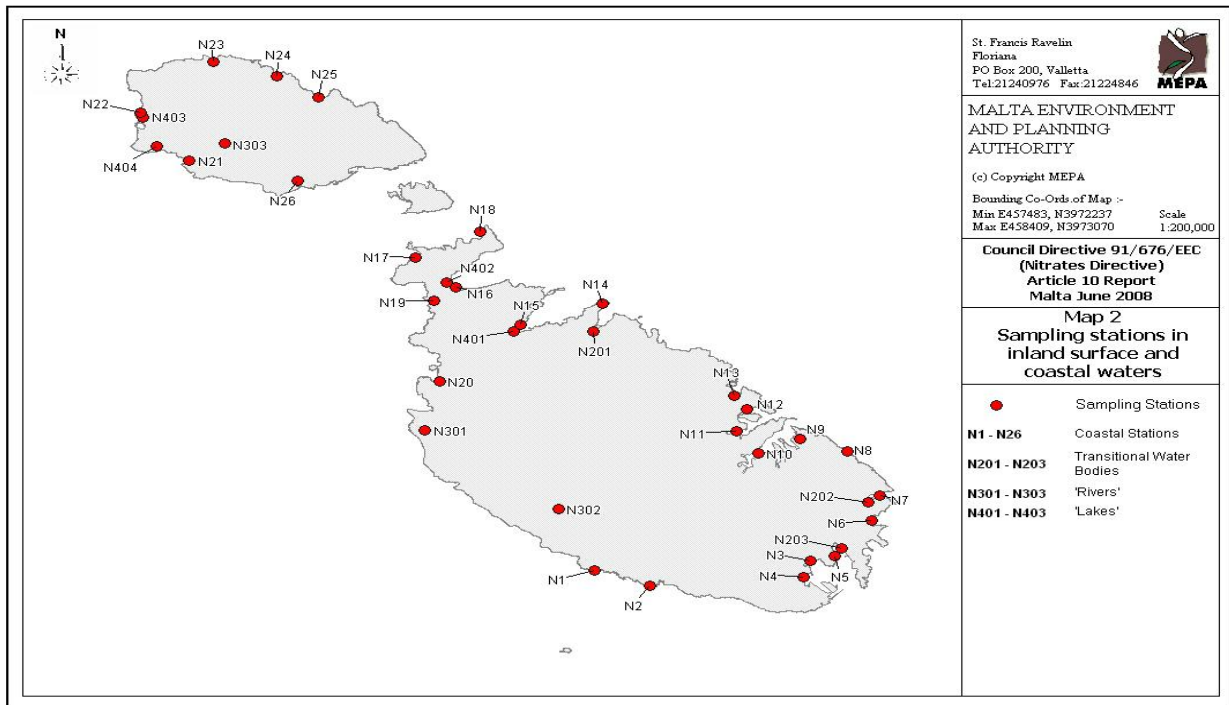 N
N23
N24
N25
N22
N403
N303
N404
N21
N26
N18
N17
N402
N16
N19
N14
N15
N401
N201
N20
N13
N12
N301
N11
N9
N10
N8
N302
N202
N7
N6
N203
N3
N1
N4
N5
N2
St. Francis Ravelin
Floriana
PO Box 200, Valletta
Tel:21240976 Fax:21224846
MEPA
MALTA ENVIRONMENT
AND PLANNING
AUTHORITY
(c) Copyright MEPA
Bounding Co-Ords.of Map :-
Min E457483, N3972237
Max E458409, N3973070
Scale
1:200,000
Council Directive 91/676/EEC
(Nitrates Directive)
Article 10 Report
Malta June 2008
Map 2
Sampling stations in
inland surface and
coastal waters
Sampling Stations
N1 - N26 Coastal Stations
N201 - N203 Transitional Water
Bodies
N301 - N303 'Rivers'
N401 - N403 'Lakes'